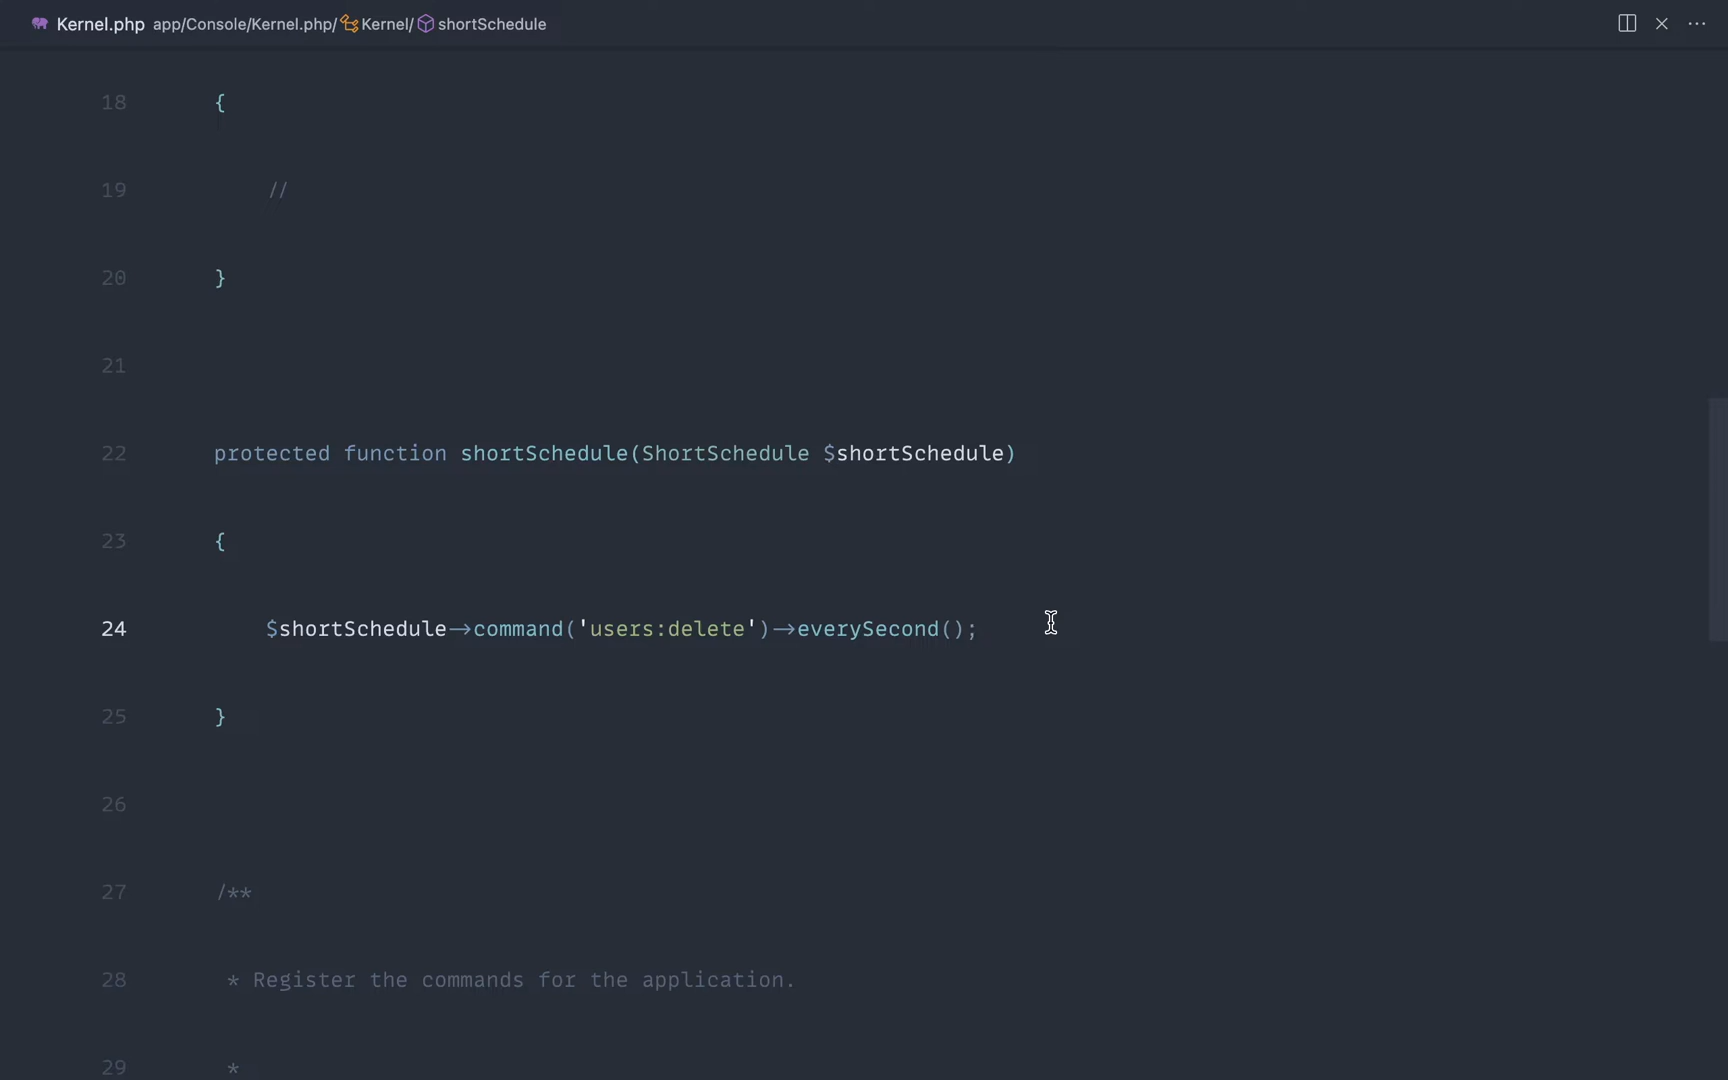 Kernel.php app/Console/Kernel.php/ Kernel/ shortSchedule
18 {
19 //
20 }
21
22 protected function shortSchedule(ShortSchedule $shortSchedule)
23 {
24 $shortSchedule->command('users:delete')->everySecond();
25 }
26
27 /**
28 * Register the commands for the application.
29 *